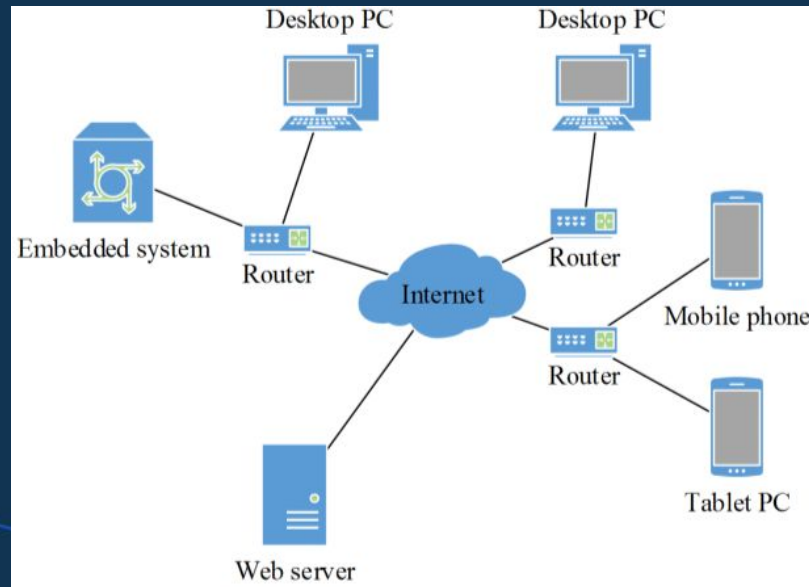 Desktop PC
Desktop PC
Embedded system
Router
Router
Internet
Mobile phone
Router
Tablet PC
Web server